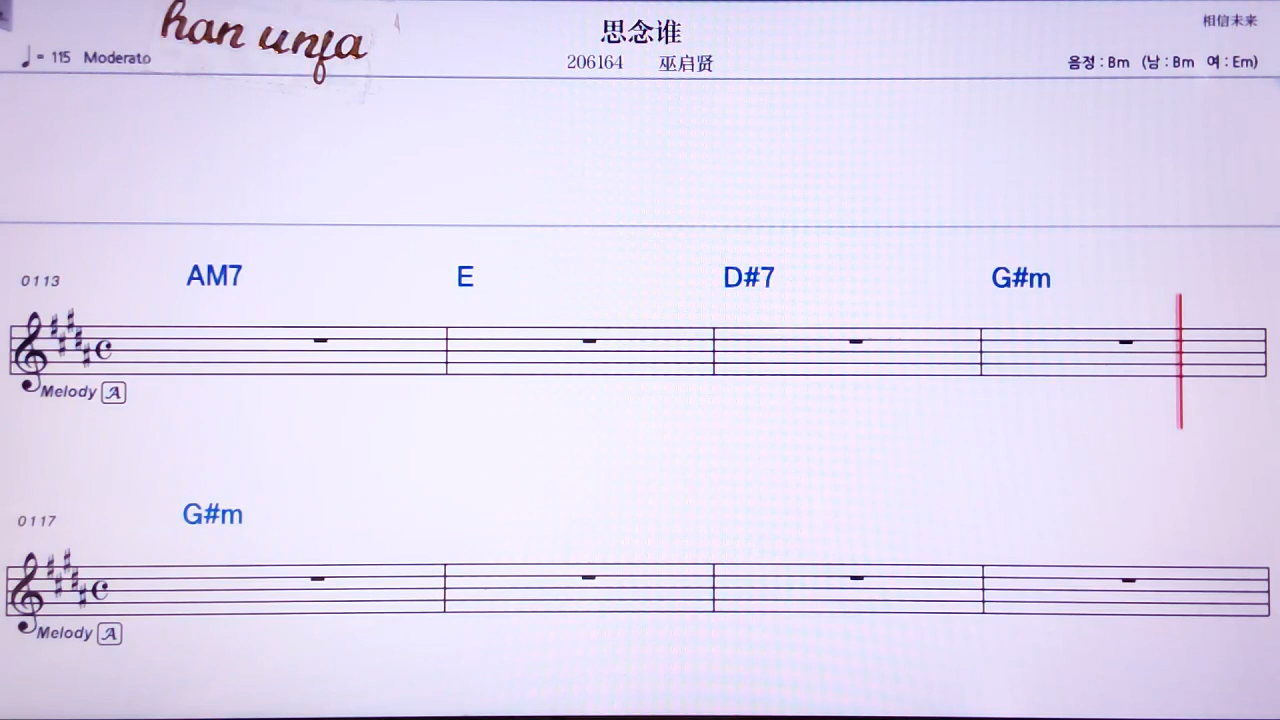 han unja
思念谁
相信未来
♩= 115 Moderato
206164 巫启贤
음정 : Bm (남 : Bm 여 : Em)
0113 AM7 E D#7 G#m
Melody A
0117 G#m
Melody A